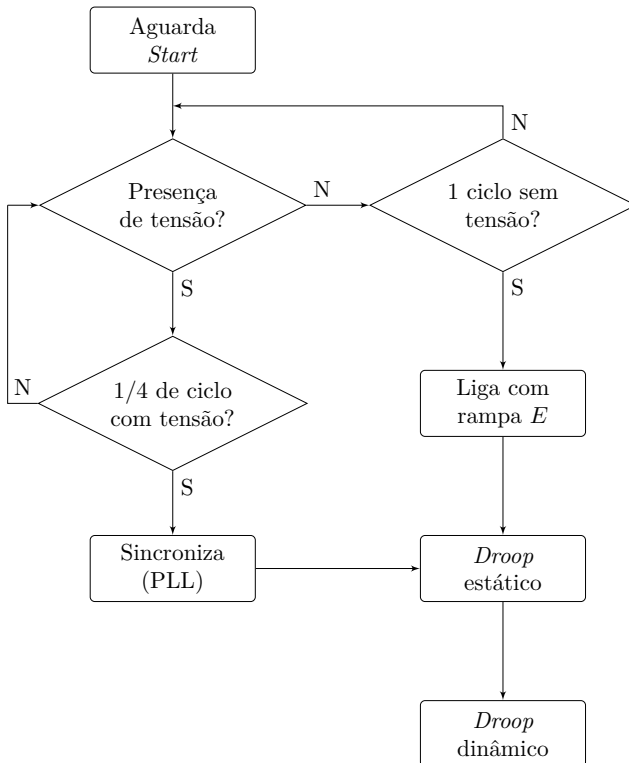 Aguarda
Start
N
Presença
de tensão?
N
1 ciclo sem
tensão?
S
S
N
1/4 de ciclo
com tensão?
Liga com
rampa E
S
Sincroniza
(PLL)
Droop
estático
Droop
dinâmico